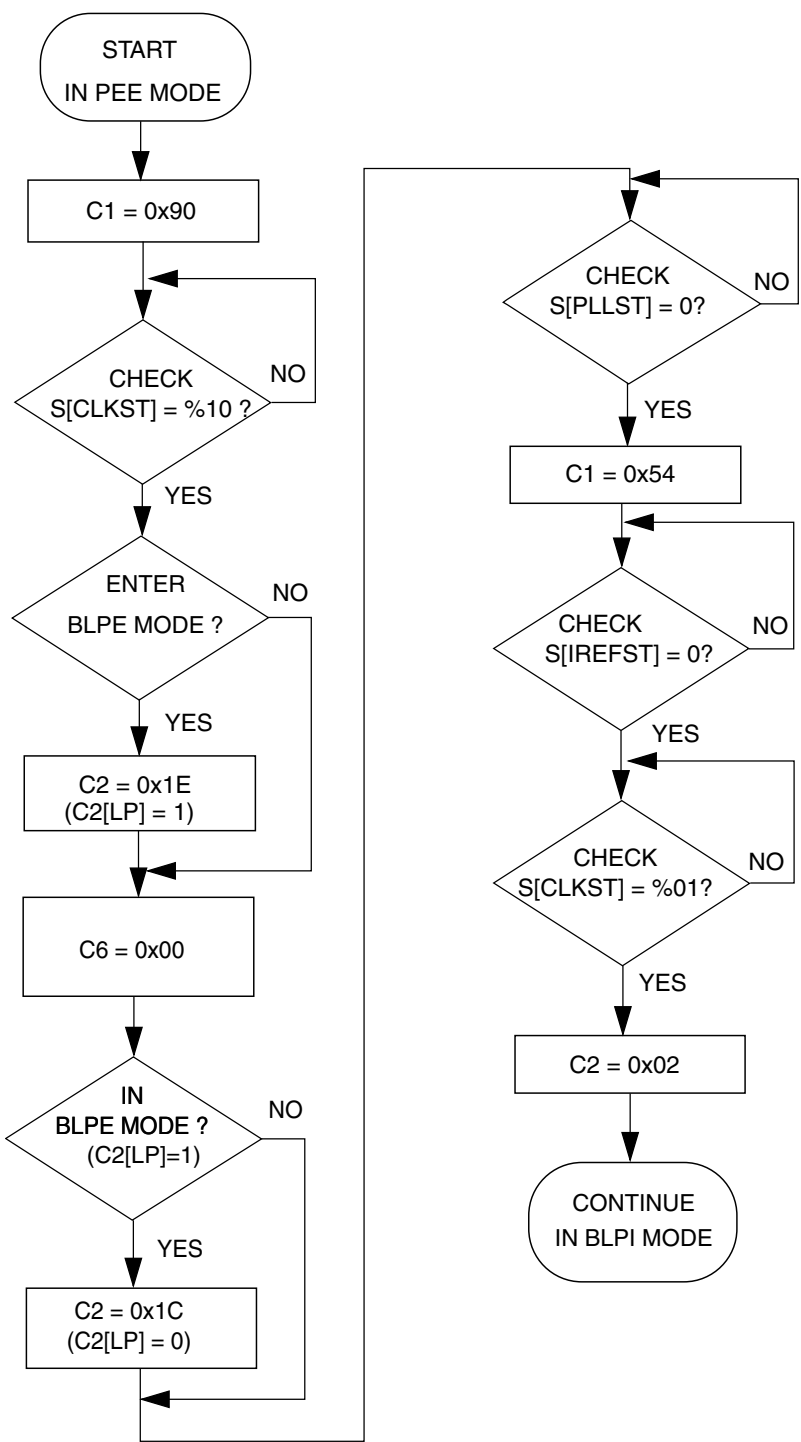 START
IN PEE MODE
C1 = 0x90
CHECK
S[CLKST] = %10 ?
NO
YES
ENTER
BLPE MODE ?
NO
YES
C2 = 0x1E
(C2[LP] = 1)
C6 = 0x00
IN
BLPE MODE ?
(C2[LP]=1)
NO
YES
C2 = 0x1C
(C2[LP] = 0)
CHECK
S[PLLST] = 0?
NO
YES
C1 = 0x54
CHECK
S[IREFST] = 0?
NO
YES
CHECK
S[CLKST] = %01?
NO
YES
C2 = 0x02
CONTINUE
IN BLPI MODE